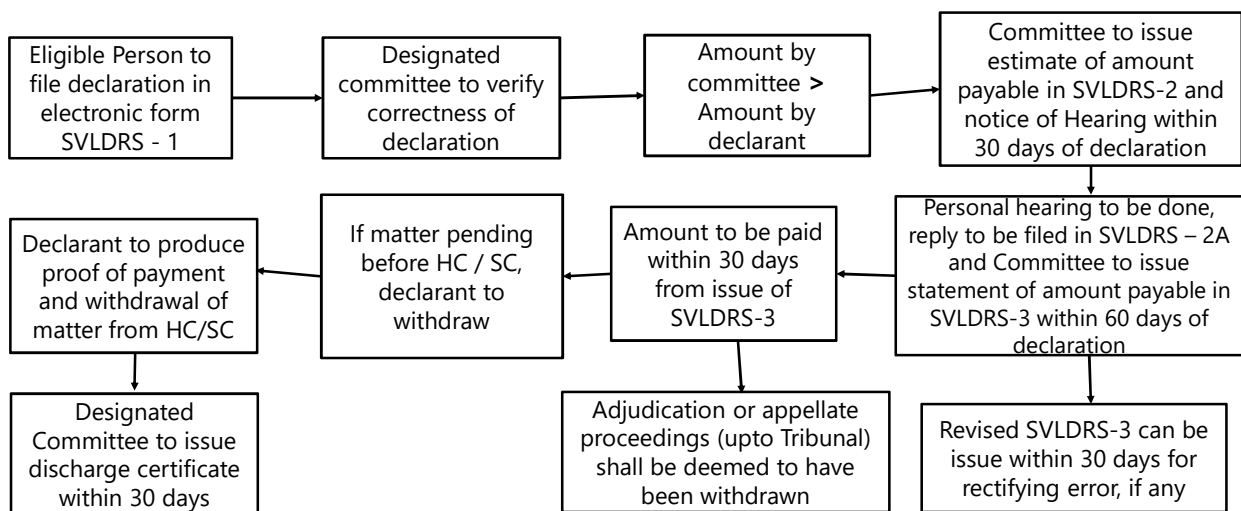 Eligible Person to
file declaration in
electronic form
SVLDRS - 1
Designated
committee to verify
correctness of
declaration
Amount by
committee >
Amount by
declarant
Committee to issue
estimate of amount
payable in SVLDRS-2 and
notice of Hearing within
30 days of declaration
Personal hearing to be done,
reply to be filed in SVLDRS – 2A
and Committee to issue
statement of amount payable in
SVLDRS-3 within 60 days of
declaration
Amount to be paid
within 30 days
from issue of
SVLDRS-3
If matter pending
before HC / SC,
declarant to
withdraw
Declarant to produce
proof of payment
and withdrawal of
matter from HC/SC
Designated
Committee to issue
discharge certificate
within 30 days
Adjudication or appellate
proceedings (upto Tribunal)
shall be deemed to have
been withdrawn
Revised SVLDRS-3 can be
issue within 30 days for
rectifying error, if any